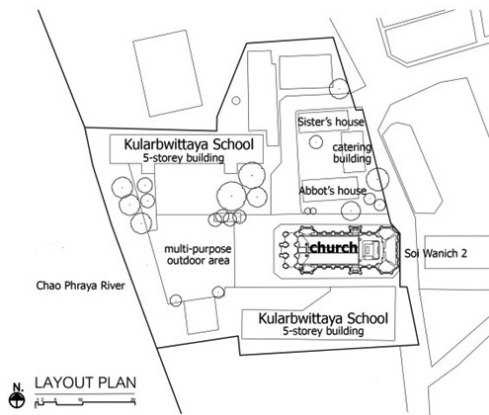 Sister's house
Kularbwittaya School
5-storey building
catering
building
Abbot's house
multi-purpose
outdoor area
church
Soi Wanich 2
Chao Phraya River
Kularbwittaya School
5-storey building
N.
LAYOUT PLAN